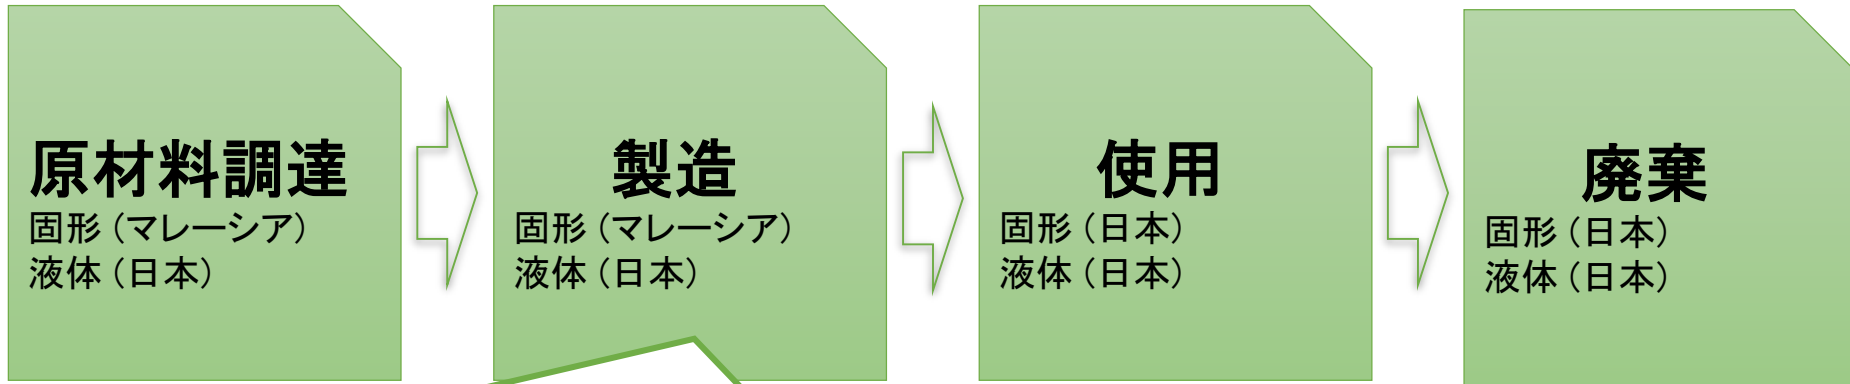 原材料調達
固形（マレーシア）
液体（日本）
製造
固形（マレーシア）
液体（日本）
使用
固形（日本）
液体（日本）
廃棄
固形（日本）
液体（日本）